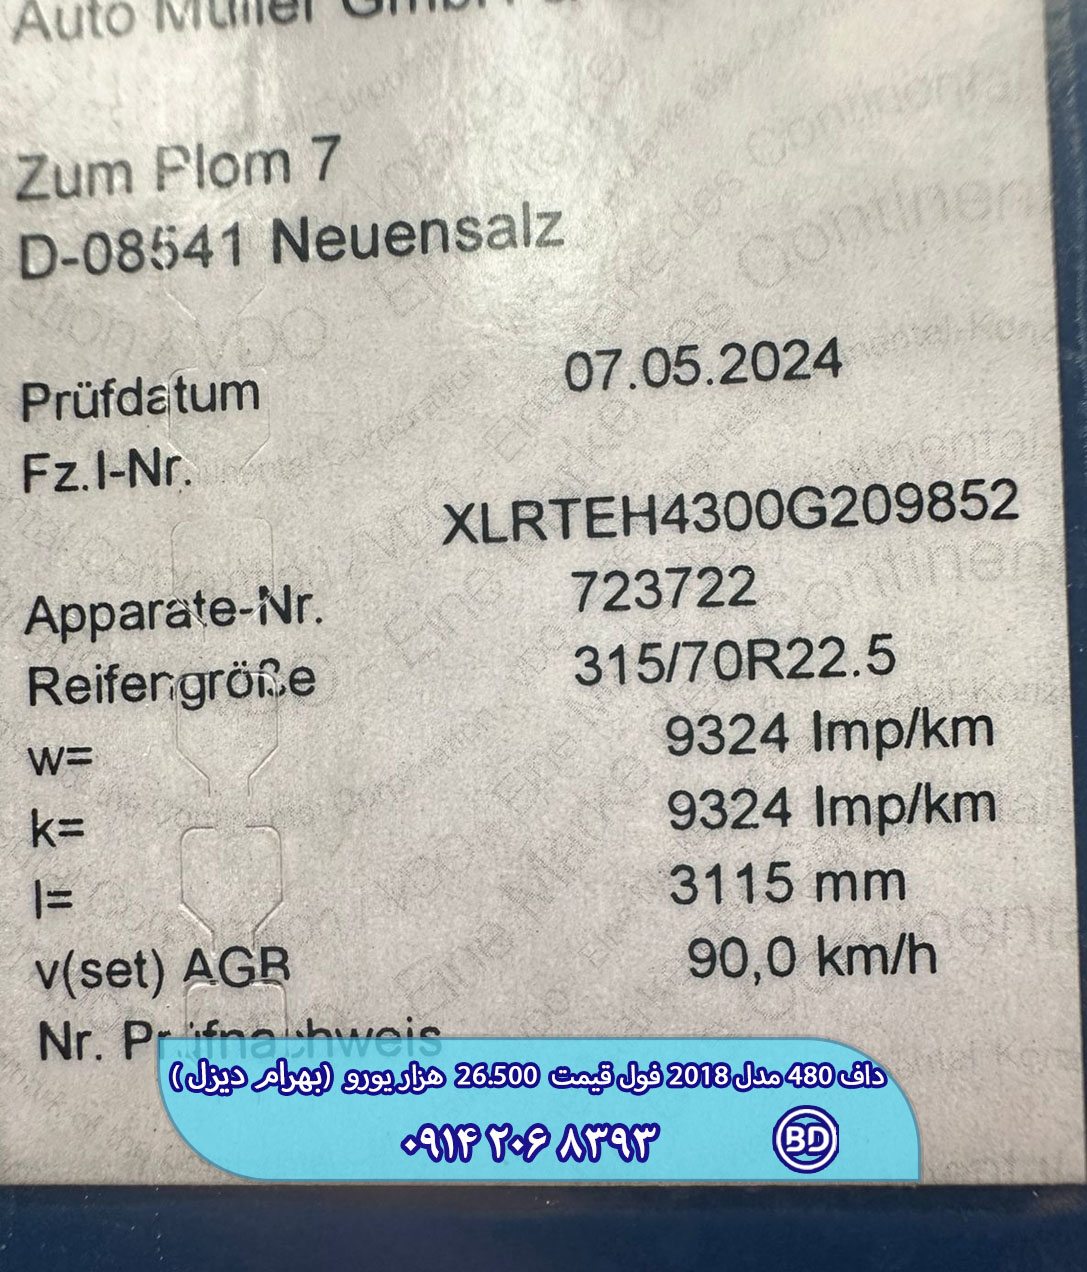 Auto Müller GmbH
Zum Plom 7
D-08541 Neuensalz
Prüfdatum 07.05.2024
Fz.I-Nr.
XLRTEH4300G209852
Apparate-Nr. 723722
Reifengröße 315/70R22.5
w= 9324 Imp/km
k= 9324 Imp/km
l= 3115 mm
v(set) AGB 90,0 km/h
Nr. Prüfnachweis
داف 480 مدل 2018 فول قیمت 26.500 هزار یورو (بهرام دیزل)
۰۹۱۴ ۲۰۶ ۸۳۹۳
BD